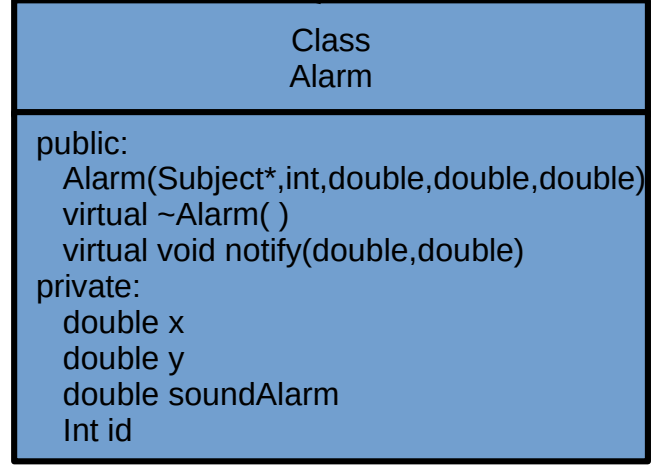 Class
Alarm
public:
Alarm(Subject*,int,double,double,double)
virtual ~Alarm( )
virtual void notify(double,double)
private:
double x
double y
double soundAlarm
Int id